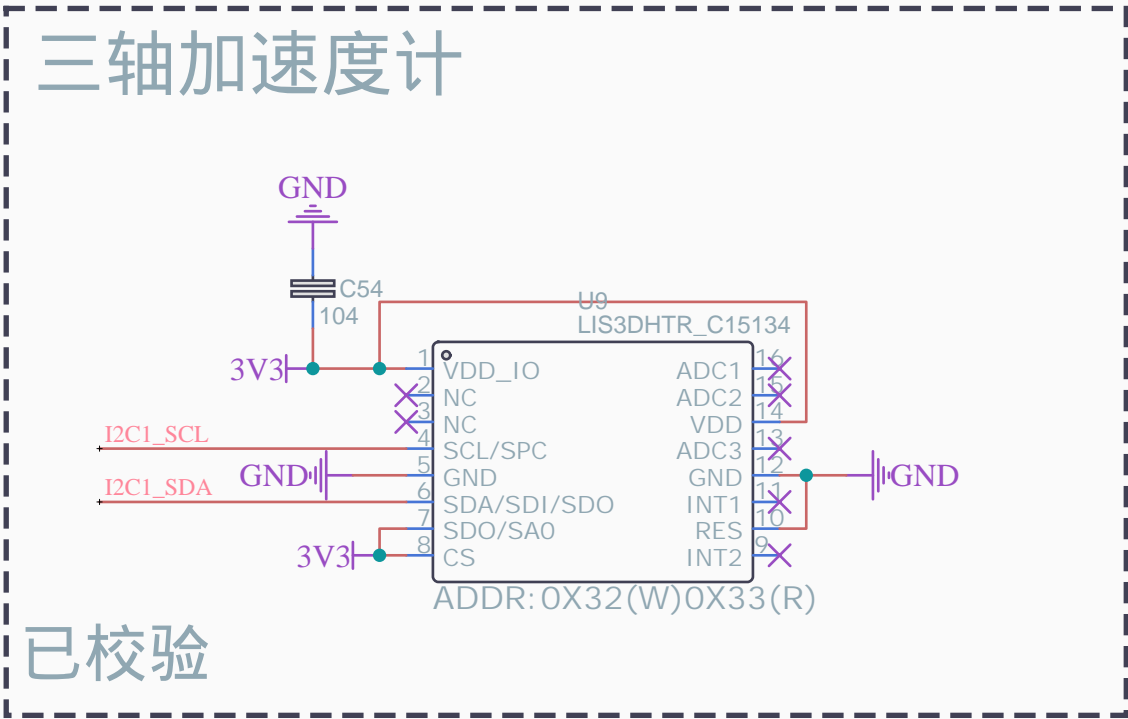 三轴加速度计
GND
C54
104
U9
LIS3DHTR_C15134
3V3
1
VDD_IO
2
NC
3
NC
I2C1_SCL
4
SCL/SPC
GND
5
GND
I2C1_SDA
6
SDA/SDI/SDO
7
SDO/SA0
3V3
8
CS
ADC1
16
ADC2
15
VDD
14
ADC3
13
GND
12
GND
INT1
11
RES
10
INT2
9
ADDR:0X32(W)0X33(R)
已校验